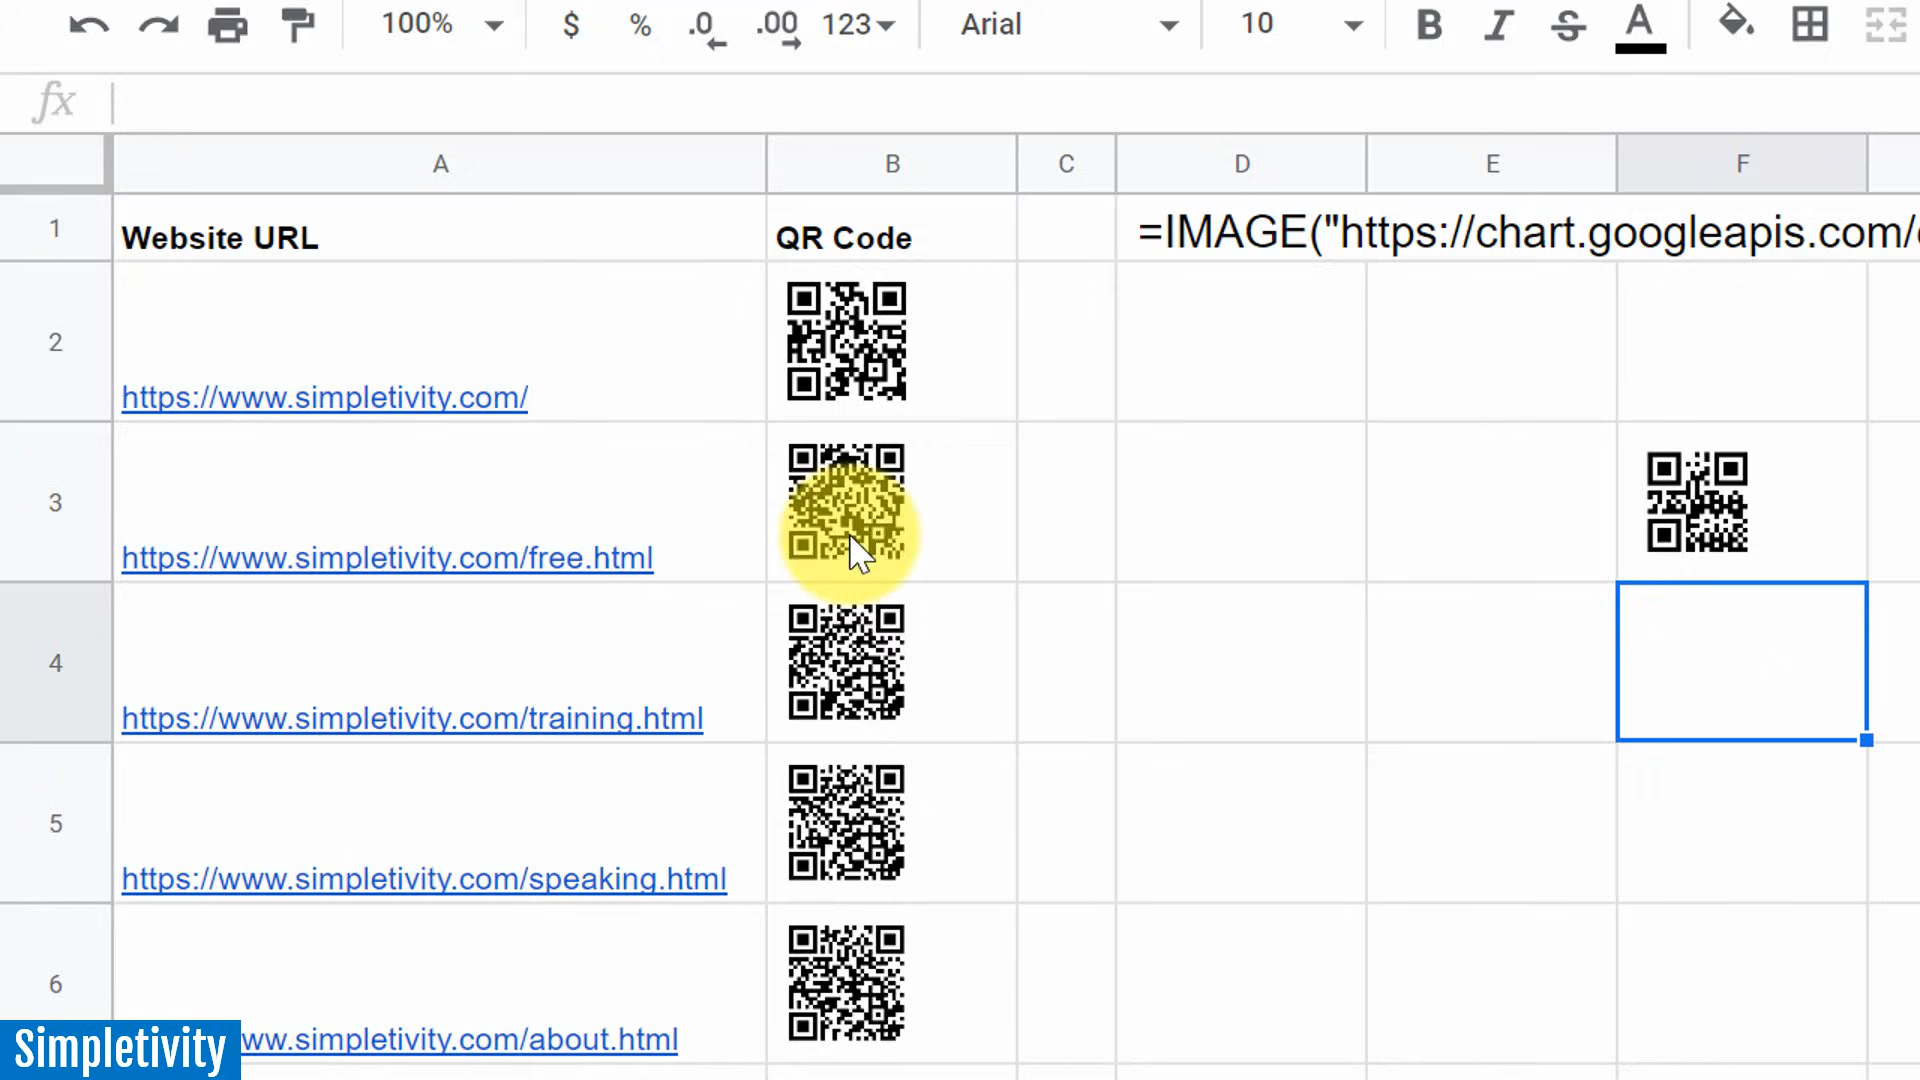 100% $ % .0 .00 123 Arial 10 B I S A
fx
A B C D E F
1 Website URL QR Code =IMAGE("https://chart.googleapis.com/
2 https://www.simpletivity.com/
3 https://www.simpletivity.com/free.html
4 https://www.simpletivity.com/training.html
5 https://www.simpletivity.com/speaking.html
6 ww.simpletivity.com/about.html
Simpletivity